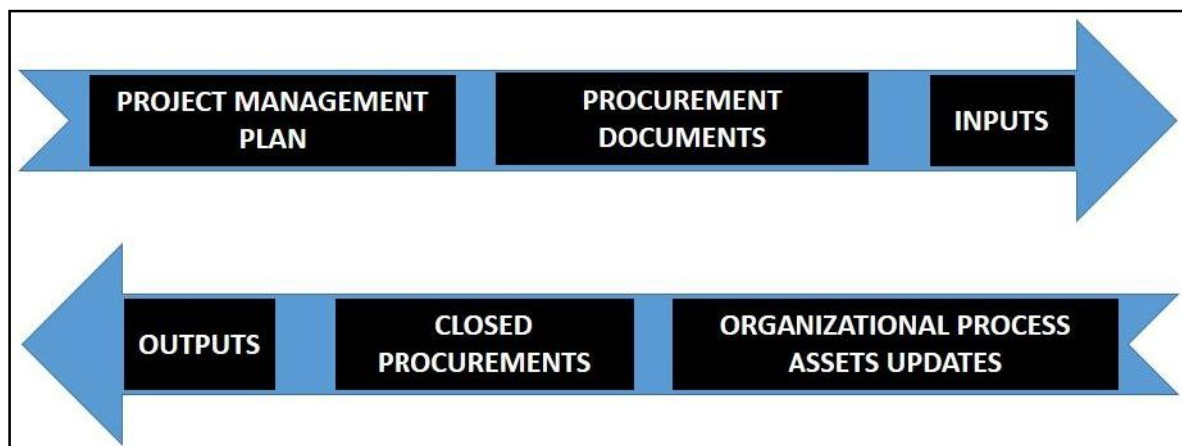 PROJECT MANAGEMENT
PLAN
PROCUREMENT
DOCUMENTS
INPUTS
OUTPUTS
CLOSED
PROCUREMENTS
ORGANIZATIONAL PROCESS
ASSETS UPDATES